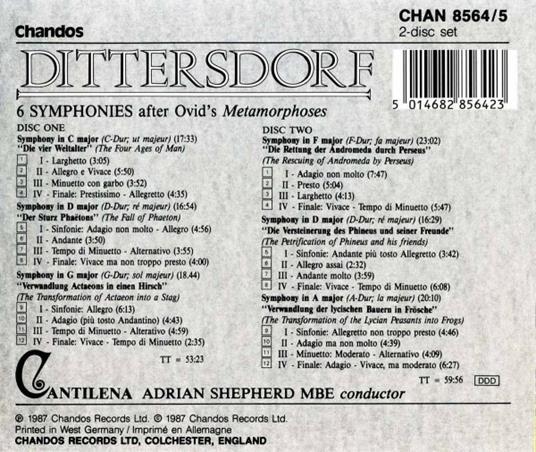 Chandos
CHAN 8564/5
2-disc set
DITTERSDORF
5 014682 856423
6 SYMPHONIES after Ovid's Metamorphoses
DISC ONE
Symphony in C major (C-Dur; ut majeur) (17:33)
"Die vier Weltalter" (The Four Ages of Man)
1 I - Larghetto (3:05)
2 II - Allegro e Vivace (5:50)
3 III - Minuetto con garbo (3:52)
4 IV - Finale: Prestissimo - Allegretto (4:35)
Symphony in D major (D-Dur; ré majeur) (16:54)
"Der Sturz Phaëtons" (The Fall of Phaeton)
5 I - Sinfonie: Adagio non molto - Allegro (4:56)
6 II - Andante (3:50)
7 III - Tempo di Minuetto - Alternativo (3:55)
8 IV - Finale: Vivace ma non troppo presto (4:00)
Symphony in G major (G-Dur; sol majeur) (18.44)
"Verwandlung Actaeons in einen Hirsch"
(The Transformation of Actaeon into a Stag)
9 I - Sinfonie: Allegro (6:13)
10 II - Adagio (più tosto Andantino) (4:43)
11 III - Tempo di Minuetto - Alterativo (4:59)
12 IV - Finale: Vivace - Tempo di Minuetto (2:35)
TT = 53:23
DISC TWO
Symphony in F major (F-Dur; fa majeur) (23:02)
"Die Rettung der Andromeda durch Perseus"
(The Rescuing of Andromeda by Perseus)
1 I - Adagio non molto (7:47)
2 II - Presto (5:04)
3 III - Larghetto (4:13)
4 IV - Finale: Vivace - Tempo di Minuetto (5:47)
Symphony in D major (D-Dur; ré majeur) (16:29)
"Die Versteinerung des Phineus und seiner Freunde"
(The Petrification of Phineus and his friends)
5 I - Sinfonie: Andante più tosto Allegretto (3:42)
6 II - Allegro assai (2:32)
7 III - Andante molto (3:59)
8 IV - Finale: Vivace - Tempo di Minuetto (6:08)
Symphony in A major (A-Dur; la majeur) (20:10)
"Verwandlung der lycischen Bauern in Frösche"
(The Transformation of the Lycian Peasants into Frogs)
9 I - Sinfonie: Allegretto non troppo presto (4:46)
10 II - Adagio ma non molto (4:39)
11 III - Minuetto: Moderato - Alternativo (4:09)
12 IV - Finale: Adagio - Vivace, ma moderato (6:27)
TT = 59:56 DDD
CANTILENA ADRIAN SHEPHERD MBE conductor
℗ 1987 Chandos Records Ltd. © 1987 Chandos Records Ltd.
Printed in West Germany / Imprimé en Allemagne
CHANDOS RECORDS LTD, COLCHESTER, ENGLAND